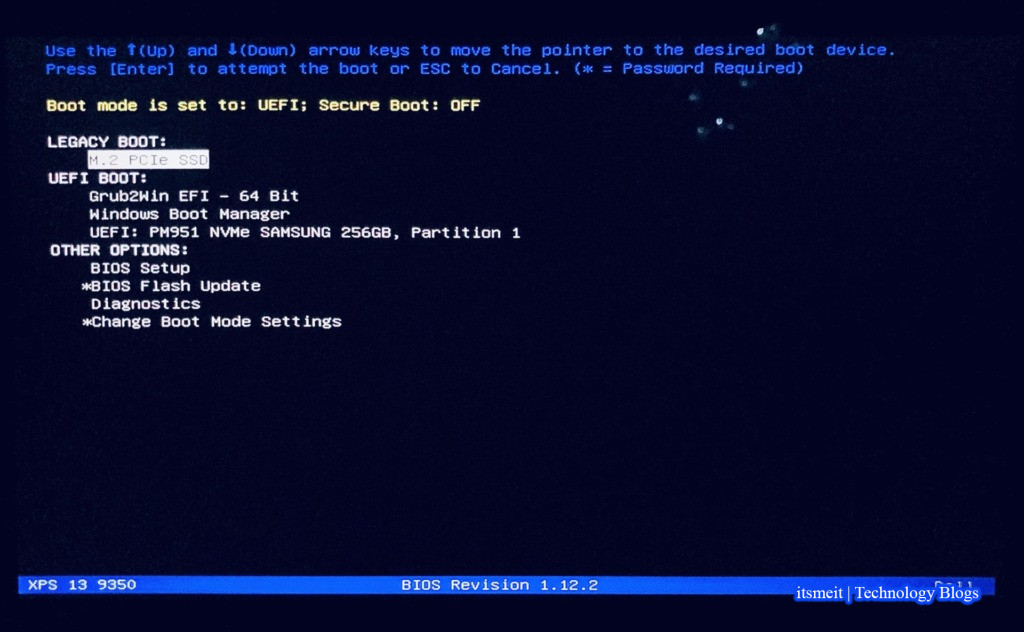 Use the ↑(Up) and ↓(Down) arrow keys to move the pointer to the desired boot device.
Press [Enter] to attempt the boot or ESC to Cancel. (* = Password Required)
Boot mode is set to: UEFI; Secure Boot: OFF
LEGACY BOOT:
M.2 PCIe SSD
UEFI BOOT:
Grub2Win EFI - 64 Bit
Windows Boot Manager
UEFI: PM951 NVMe SAMSUNG 256GB, Partition 1
OTHER OPTIONS:
BIOS Setup
*BIOS Flash Update
Diagnostics
*Change Boot Mode Settings
XPS 13 9350 BIOS Revision 1.12.2 Dell
itsmeit | Technology Blogs